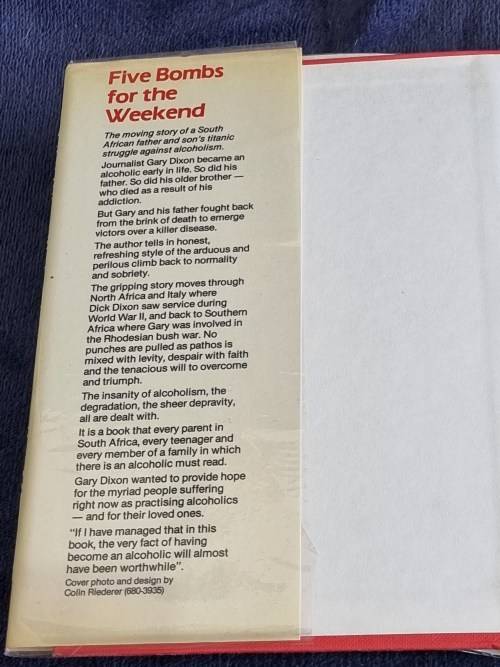 Five Bombs
for the
Weekend
The moving story of a South
African father and son's titanic
struggle against alcoholism.
Journalist Gary Dixon became an
alcoholic early in life. So did his
father. So did his older brother —
who died as a result of his
addiction.
But Gary and his father fought back
from the brink of death to emerge
victors over a killer disease.
The author tells in honest,
refreshing style of the arduous and
perilous climb back to normality
and sobriety.
The gripping story moves through
North Africa and Italy where
Dick Dixon saw service during
World War II, and back to Southern
Africa where Gary was involved in
the Rhodesian bush war. No
punches are pulled as pathos is
mixed with levity, despair with faith
and the tenacious will to overcome
and triumph.
The insanity of alcoholism, the
degradation, the sheer depravity,
all are dealt with.
It is a book that every parent in
South Africa, every teenager and
every member of a family in which
there is an alcoholic must read.
Gary Dixon wanted to provide hope
for the myriad people suffering
right now as practising alcoholics
— and for their loved ones.
"If I have managed that in this
book, the very fact of having
become an alcoholic will almost
have been worthwhile".
Cover photo and design by
Colin Riederer (680-3935)